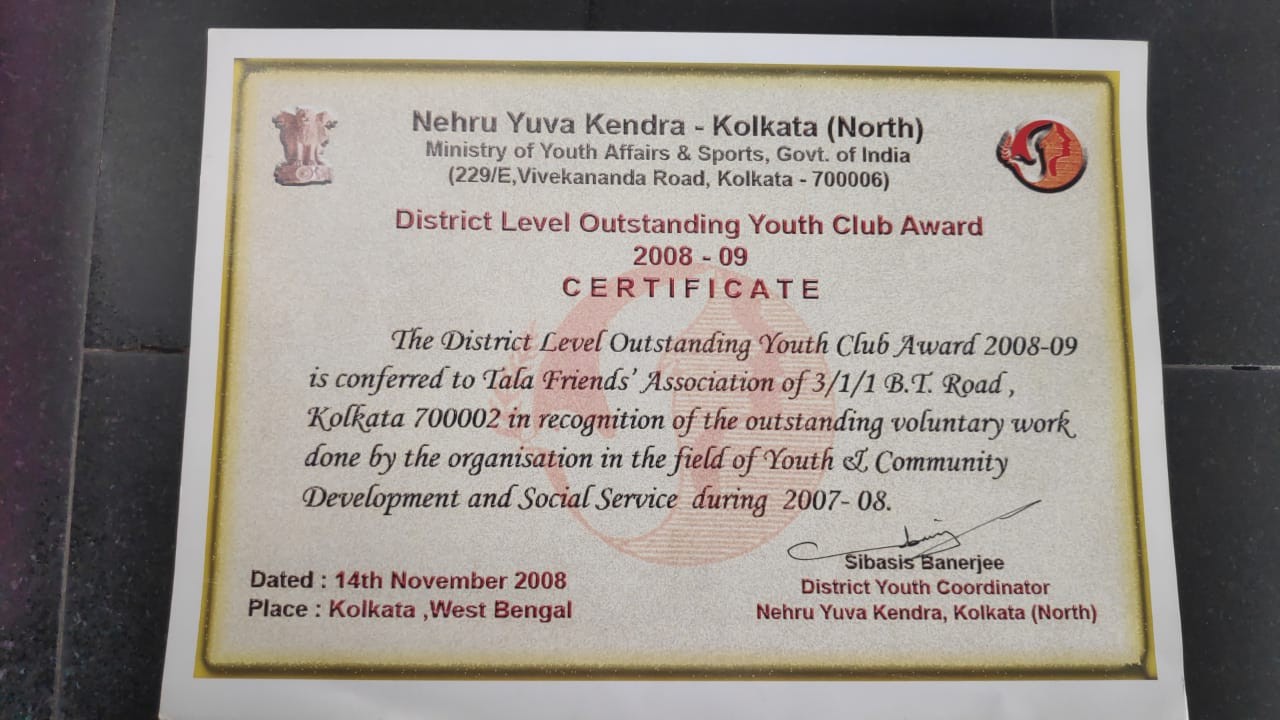 Nehru Yuva Kendra - Kolkata (North)
Ministry of Youth Affairs & Sports, Govt. of India
(229/E,Vivekananda Road, Kolkata - 700006)
District Level Outstanding Youth Club Award
2008 - 09
CERTIFICATE
The District Level Outstanding Youth Club Award 2008-09
is conferred to Tala Friends' Association of 3/1/1 B.T. Road ,
Kolkata 700002 in recognition of the outstanding voluntary work
done by the organisation in the field of Youth & Community
Development and Social Service during 2007- 08.
Dated : 14th November 2008
Place : Kolkata ,West Bengal
Sibasis Banerjee
District Youth Coordinator
Nehru Yuva Kendra, Kolkata (North)